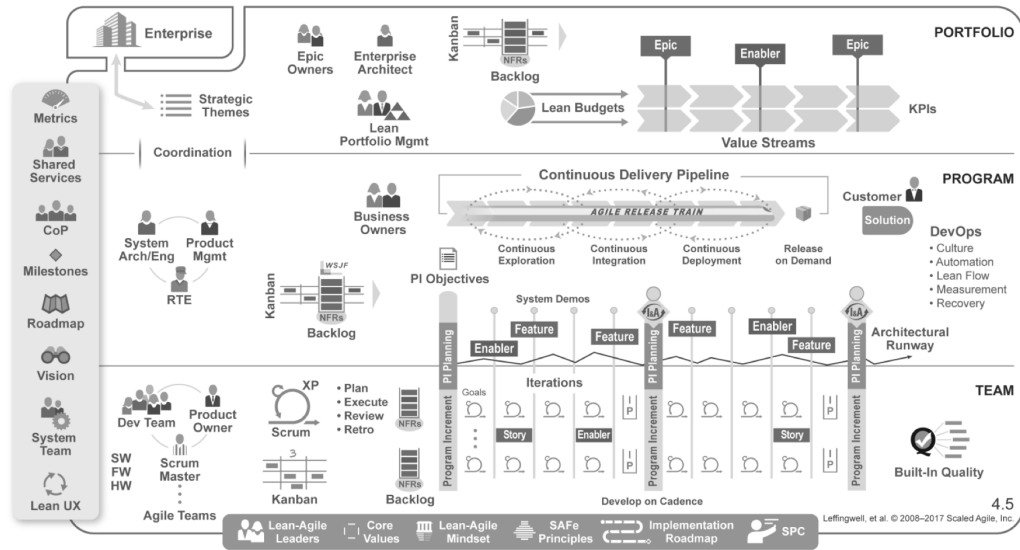 Enterprise
Strategic
Themes
Epic
Owners
Enterprise
Architect
Lean
Portfolio Mgmt
Kanban
NFRs
Backlog
Lean Budgets
Epic
Enabler
Epic
Value Streams
KPIs
PORTFOLIO
Metrics
Shared
Services
CoP
Milestones
Roadmap
Vision
System
Team
Lean UX
Coordination
System
Arch/Eng
Product
Mgmt
RTE
Business
Owners
Kanban
WSJF
NFRs
Backlog
Continuous Delivery Pipeline
AGILE RELEASE TRAIN
Continuous
Exploration
Continuous
Integration
Continuous
Deployment
Release
on Demand
Customer
Solution
PROGRAM
DevOps
• Culture
• Automation
• Lean Flow
• Measurement
• Recovery
PI Objectives
System Demos
Enabler
Feature
Feature
I&A
Feature
Enabler
Feature
I&A
PI Planning
PI Planning
PI Planning
Architectural
Runway
Dev Team
Product
Owner
Scrum
Master
SW
FW
HW
Agile Teams
XP
Scrum
• Plan
• Execute
• Review
• Retro
NFRs
3
Kanban
NFRs
Backlog
Program Increment
Goals
Iterations
Story
Enabler
I
P
I
P
Program Increment
Story
I
P
I
P
Program Increment
Develop on Cadence
TEAM
Q
Built-In Quality
4.5
Leffingwell, et al. © 2008–2017 Scaled Agile, Inc.
Lean-Agile
Leaders
Core
Values
Lean-Agile
Mindset
SAFe
Principles
Implementation
Roadmap
SPC